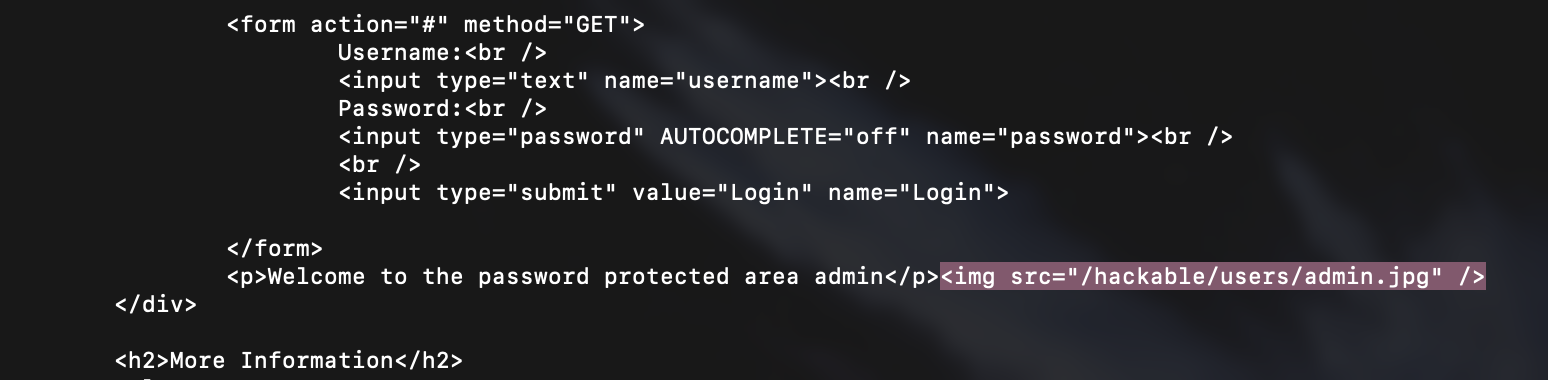 <form action="#" method="GET">
Username:<br />
<input type="text" name="username"><br />
Password:<br />
<input type="password" AUTOCOMPLETE="off" name="password"><br />
<br />
<input type="submit" value="Login" name="Login">
</form>
<p>Welcome to the password protected area admin</p><img src="/hackable/users/admin.jpg" />
</div>
<h2>More Information</h2>